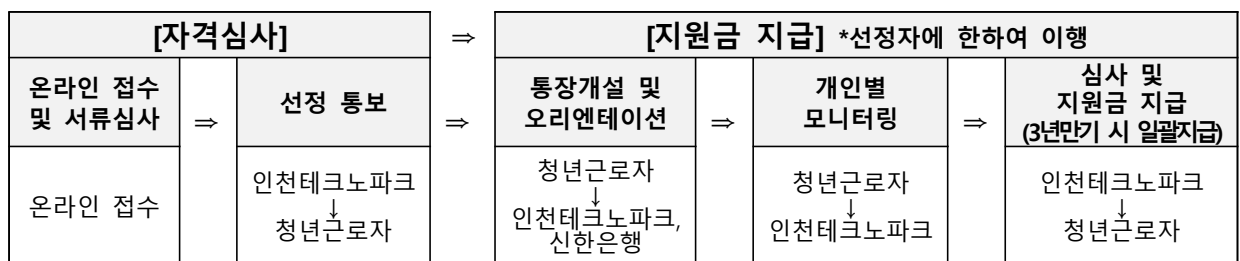 [자격심사] ⇒ [지원금 지급] *선정자에 한하여 이행
온라인 접수
및 서류심사
⇒
선정 통보
⇒
통장개설 및
오리엔테이션
⇒
개인별
모니터링
⇒
심사 및
지원금 지급
(3년만기 시 일괄지급)
온라인 접수
인천테크노파크
↓
청년근로자
청년근로자
↓
인천테크노파크,
신한은행
청년근로자
↓
인천테크노파크
인천테크노파크
↓
청년근로자